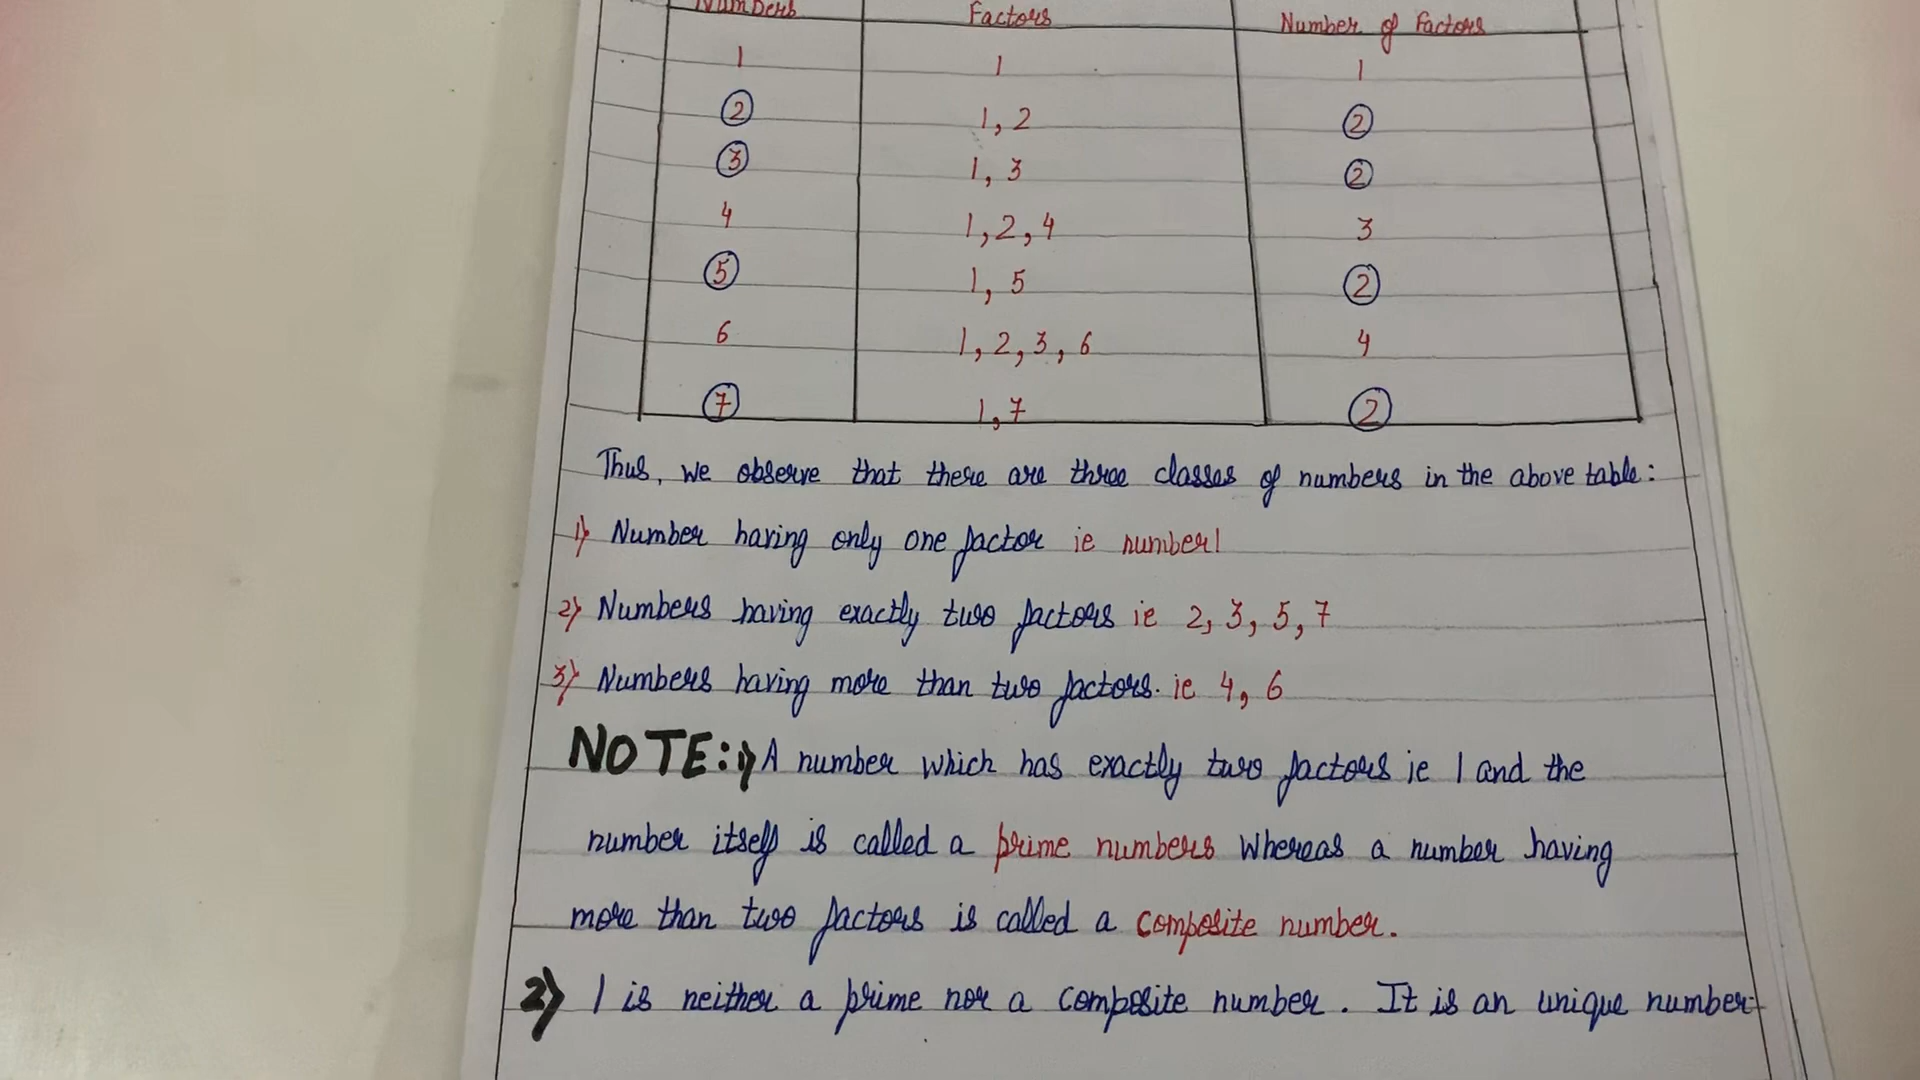 Numbers Factors Number of Factors
1 1 1
2 1, 2 2
3 1, 3 2
4 1, 2, 4 3
5 1, 5 2
6 1, 2, 3, 6 4
7 1, 7 2
Thus, we observe that there are three classes of numbers in the above table:
1) Number having only one factor ie number 1
2) Numbers having exactly two factors ie 2, 3, 5, 7
3) Numbers having more than two factors. ie 4, 6
NOTE: 1) A number which has exactly two factors ie 1 and the
number itself is called a prime numbers whereas a number having
more than two factors is called a composite number.
2) 1 is neither a prime nor a composite number. It is an unique number